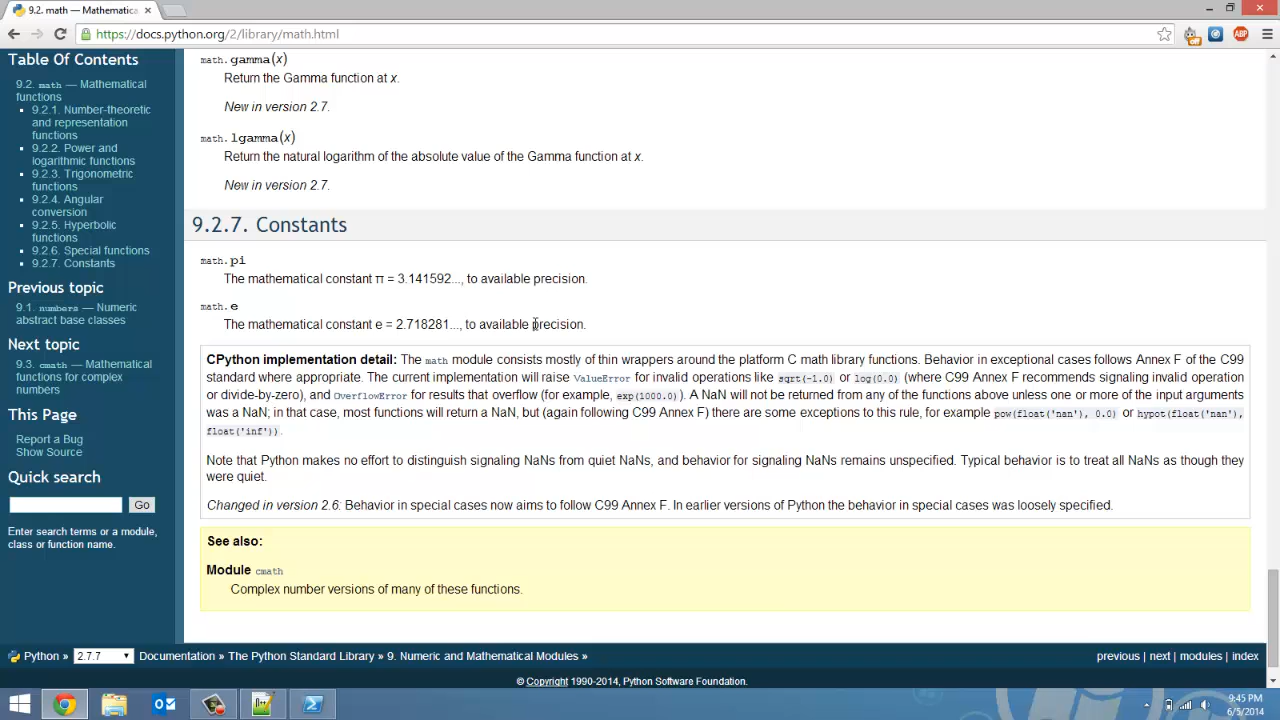 9.2. math — Mathematica
https://docs.python.org/2/library/math.html
off
ABP
Table Of Contents
9.2. math — Mathematical
functions
9.2.1. Number-theoretic
and representation
functions
9.2.2. Power and
logarithmic functions
9.2.3. Trigonometric
functions
9.2.4. Angular
conversion
9.2.5. Hyperbolic
functions
9.2.6. Special functions
9.2.7. Constants
Previous topic
9.1. numbers — Numeric
abstract base classes
Next topic
9.3. cmath — Mathematical
functions for complex
numbers
This Page
Report a Bug
Show Source
Quick search
Go
Enter search terms or a module,
class or function name.
math.gamma(x)
Return the Gamma function at x.
New in version 2.7.
math.lgamma(x)
Return the natural logarithm of the absolute value of the Gamma function at x.
New in version 2.7.
9.2.7. Constants
math.pi
The mathematical constant π = 3.141592..., to available precision.
math.e
The mathematical constant e = 2.718281..., to available precision.
CPython implementation detail: The math module consists mostly of thin wrappers around the platform C math library functions. Behavior in exceptional cases follows Annex F of the C99
standard where appropriate. The current implementation will raise ValueError for invalid operations like sqrt(-1.0) or log(0.0) (where C99 Annex F recommends signaling invalid operation
or divide-by-zero), and OverflowError for results that overflow (for example, exp(1000.0)). A NaN will not be returned from any of the functions above unless one or more of the input arguments
was a NaN; in that case, most functions will return a NaN, but (again following C99 Annex F) there are some exceptions to this rule, for example pow(float('nan'), 0.0) or hypot(float('nan'),
float('inf')).
Note that Python makes no effort to distinguish signaling NaNs from quiet NaNs, and behavior for signaling NaNs remains unspecified. Typical behavior is to treat all NaNs as though they
were quiet.
Changed in version 2.6: Behavior in special cases now aims to follow C99 Annex F. In earlier versions of Python the behavior in special cases was loosely specified.
See also:
Module cmath
Complex number versions of many of these functions.
Python » 2.7.7 Documentation » The Python Standard Library » 9. Numeric and Mathematical Modules » previous | next | modules | index
© Copyright 1990-2014, Python Software Foundation.
9:45 PM
6/5/2014